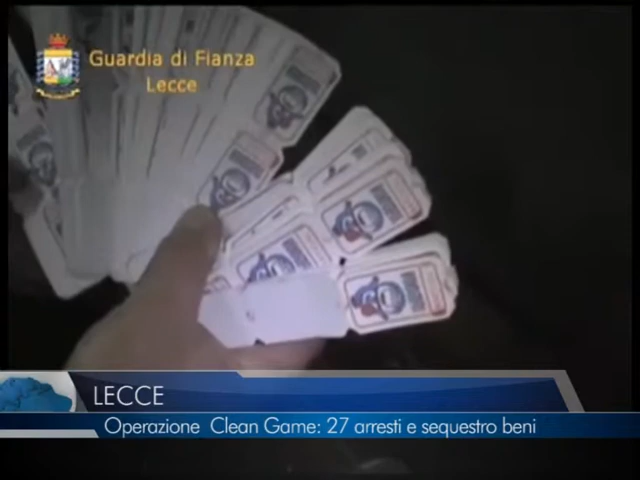 Guardia di Fianza
Lecce
LECCE
Operazione Clean Game: 27 arresti e sequestro beni